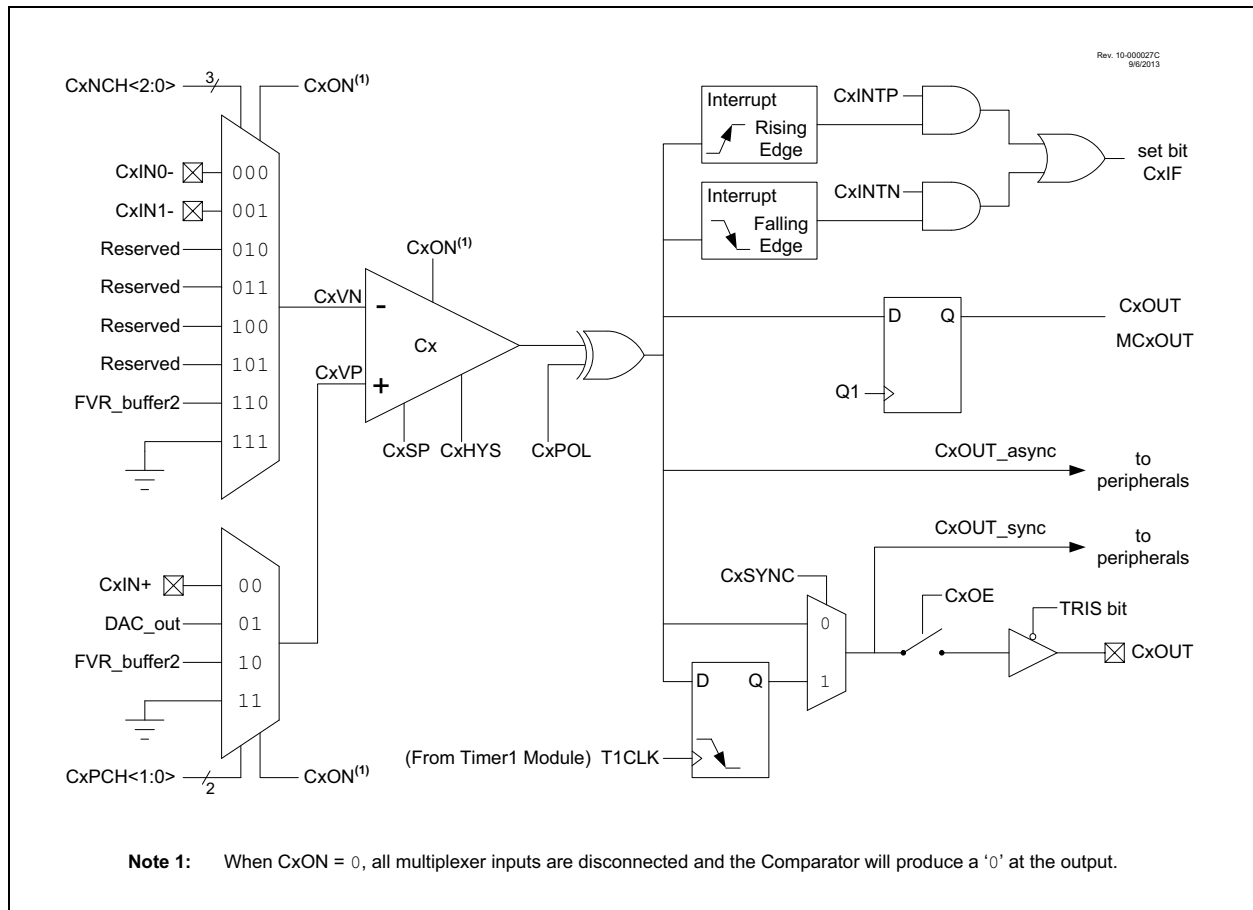 Rev. 10-000027C
9/6/2013
CxNCH<2:0>
3
CxON(1)
CxIN0-
000
CxIN1-
001
Reserved
010
Reserved
011
Reserved
100
Reserved
101
FVR_buffer2
110
111
CxVN
CxVP
CxON(1)
-
Cx
+
CxSP
CxHYS
CxPOL
CxIN+
00
DAC_out
01
FVR_buffer2
10
11
CxPCH<1:0>
2
CxON(1)
Interrupt
Rising
Edge
CxINTP
Interrupt
Falling
Edge
CxINTN
set bit
CxIF
D
Q
Q1
CxOUT
MCxOUT
CxOUT_async
to
peripherals
CxOUT_sync
to
peripherals
CxSYNC
0
1
CxOE
TRIS bit
CxOUT
D
Q
(From Timer1 Module) T1CLK
Note 1: When CxON = 0, all multiplexer inputs are disconnected and the Comparator will produce a ‘0’ at the output.